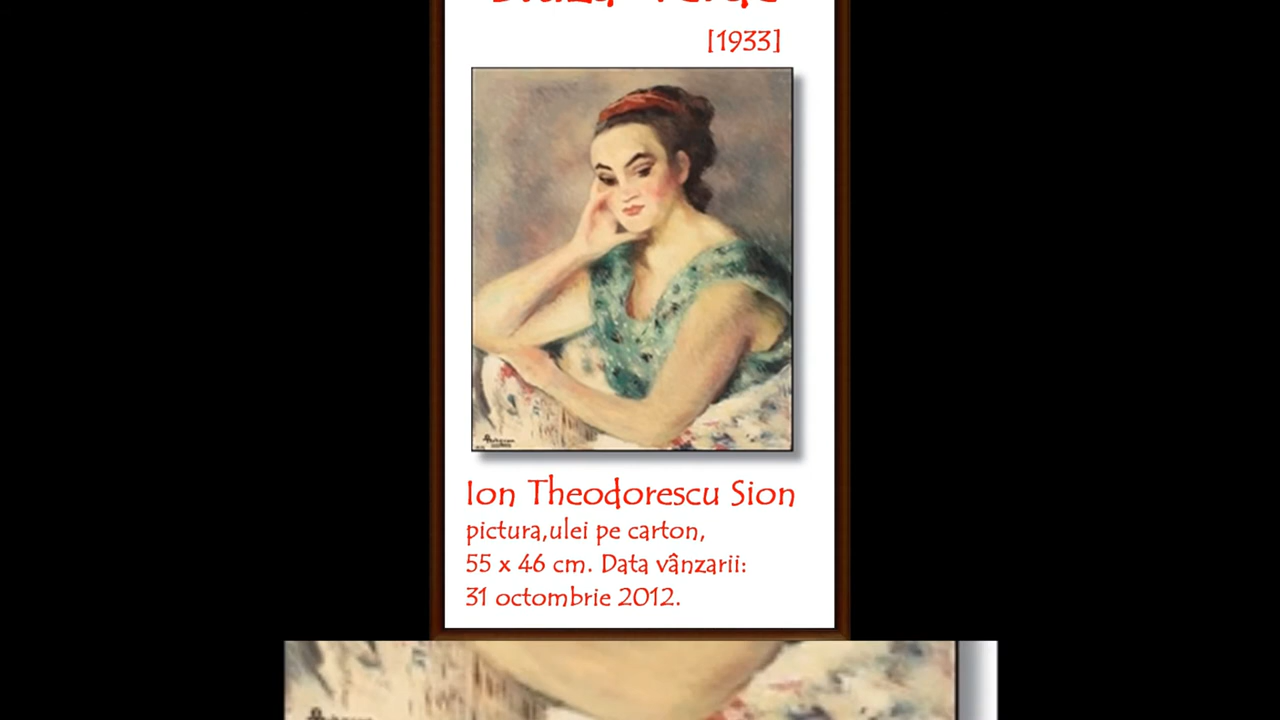 [1933]
Ion Theodorescu Sion
pictura,ulei pe carton,
55 x 46 cm. Data vânzarii:
31 octombrie 2012.